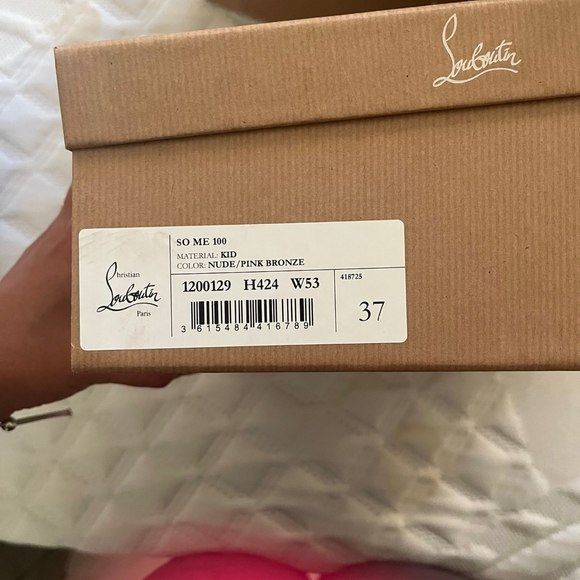 Louboutin
SO ME 100
MATERIAL: KID
COLOR: NUDE/PINK BRONZE
Christian
Louboutin
Paris
1200129 H424 W53
3 615484 416789
418725
37